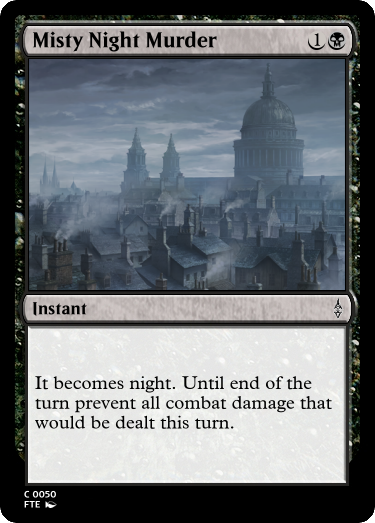 Misty Night Murder 1
Instant
It becomes night. Until end of the
turn prevent all combat damage that
would be dealt this turn.
C 0050
FTE